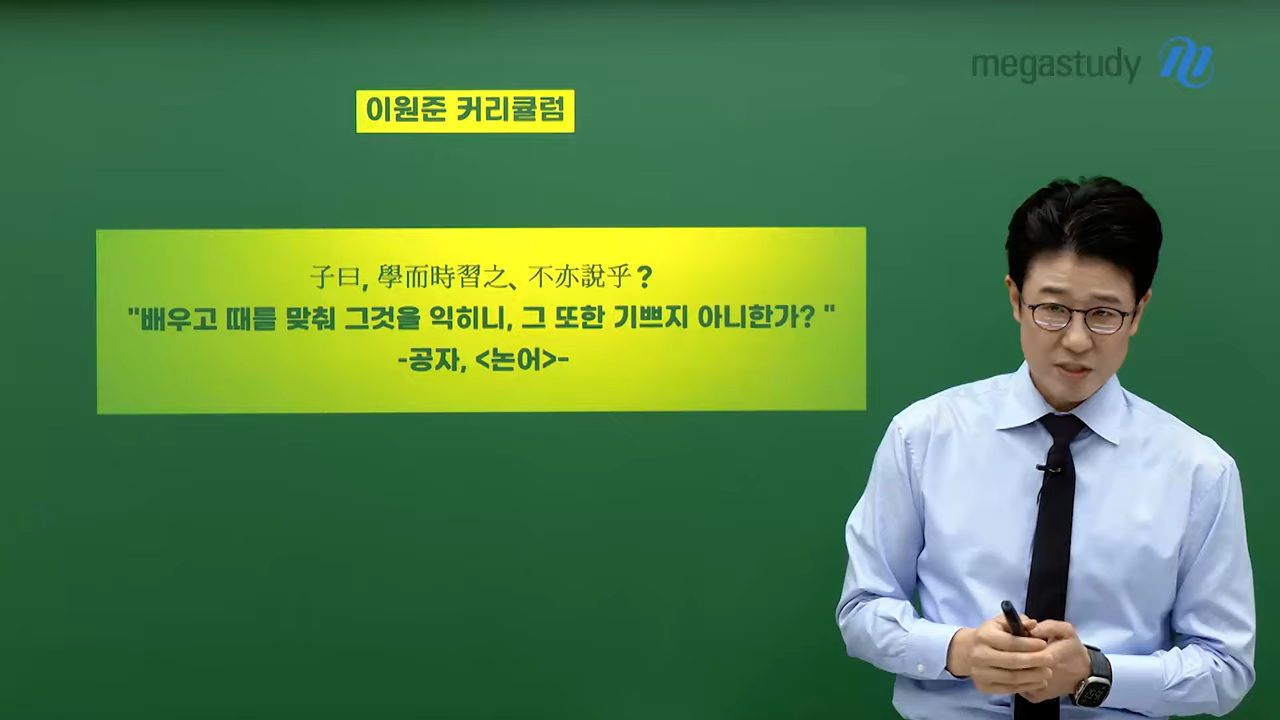 megastudy
이원준 커리큘럼
子曰, 學而時習之、不亦說乎?
"배우고 때를 맞춰 그것을 익히니, 그 또한 기쁘지 아니한가? "
-공자, <논어>-